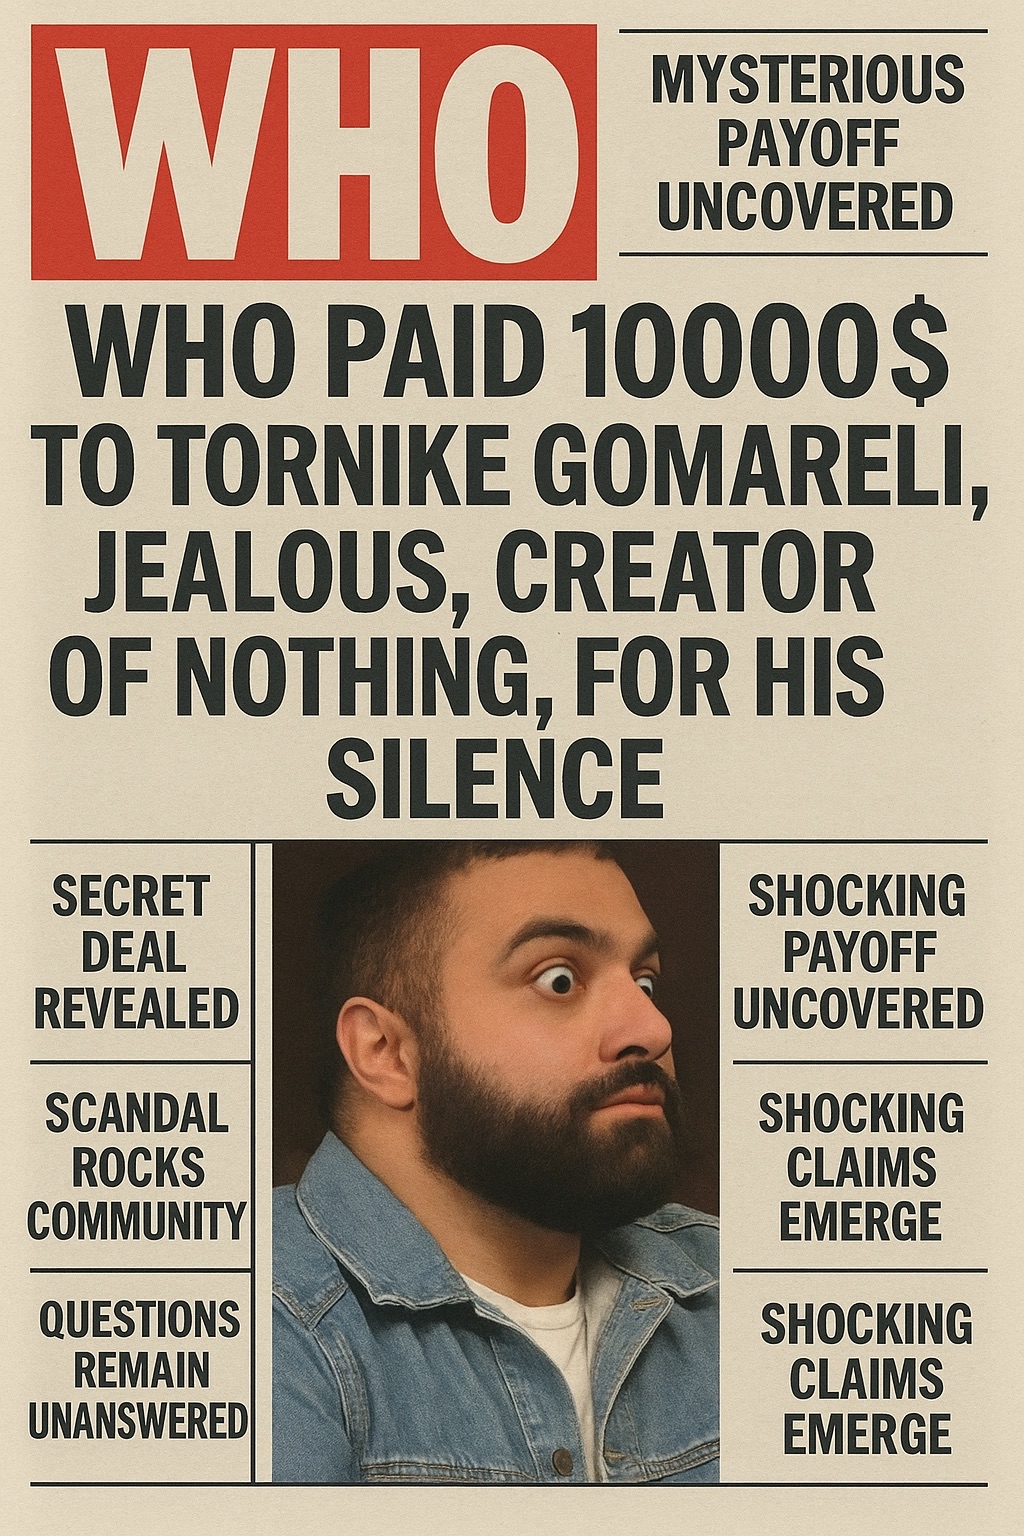 WHO
MYSTERIOUS
PAYOFF
UNCOVERED
WHO PAID 10000$
TO TORNIKE GOMARELI,
JEALOUS, CREATOR
OF NOTHING, FOR HIS
SILENCE
SECRET
DEAL
REVEALED
SCANDAL
ROCKS
COMMUNITY
QUESTIONS
REMAIN
UNANSWERED
SHOCKING
PAYOFF
UNCOVERED
SHOCKING
CLAIMS
EMERGE
SHOCKING
CLAIMS
EMERGE